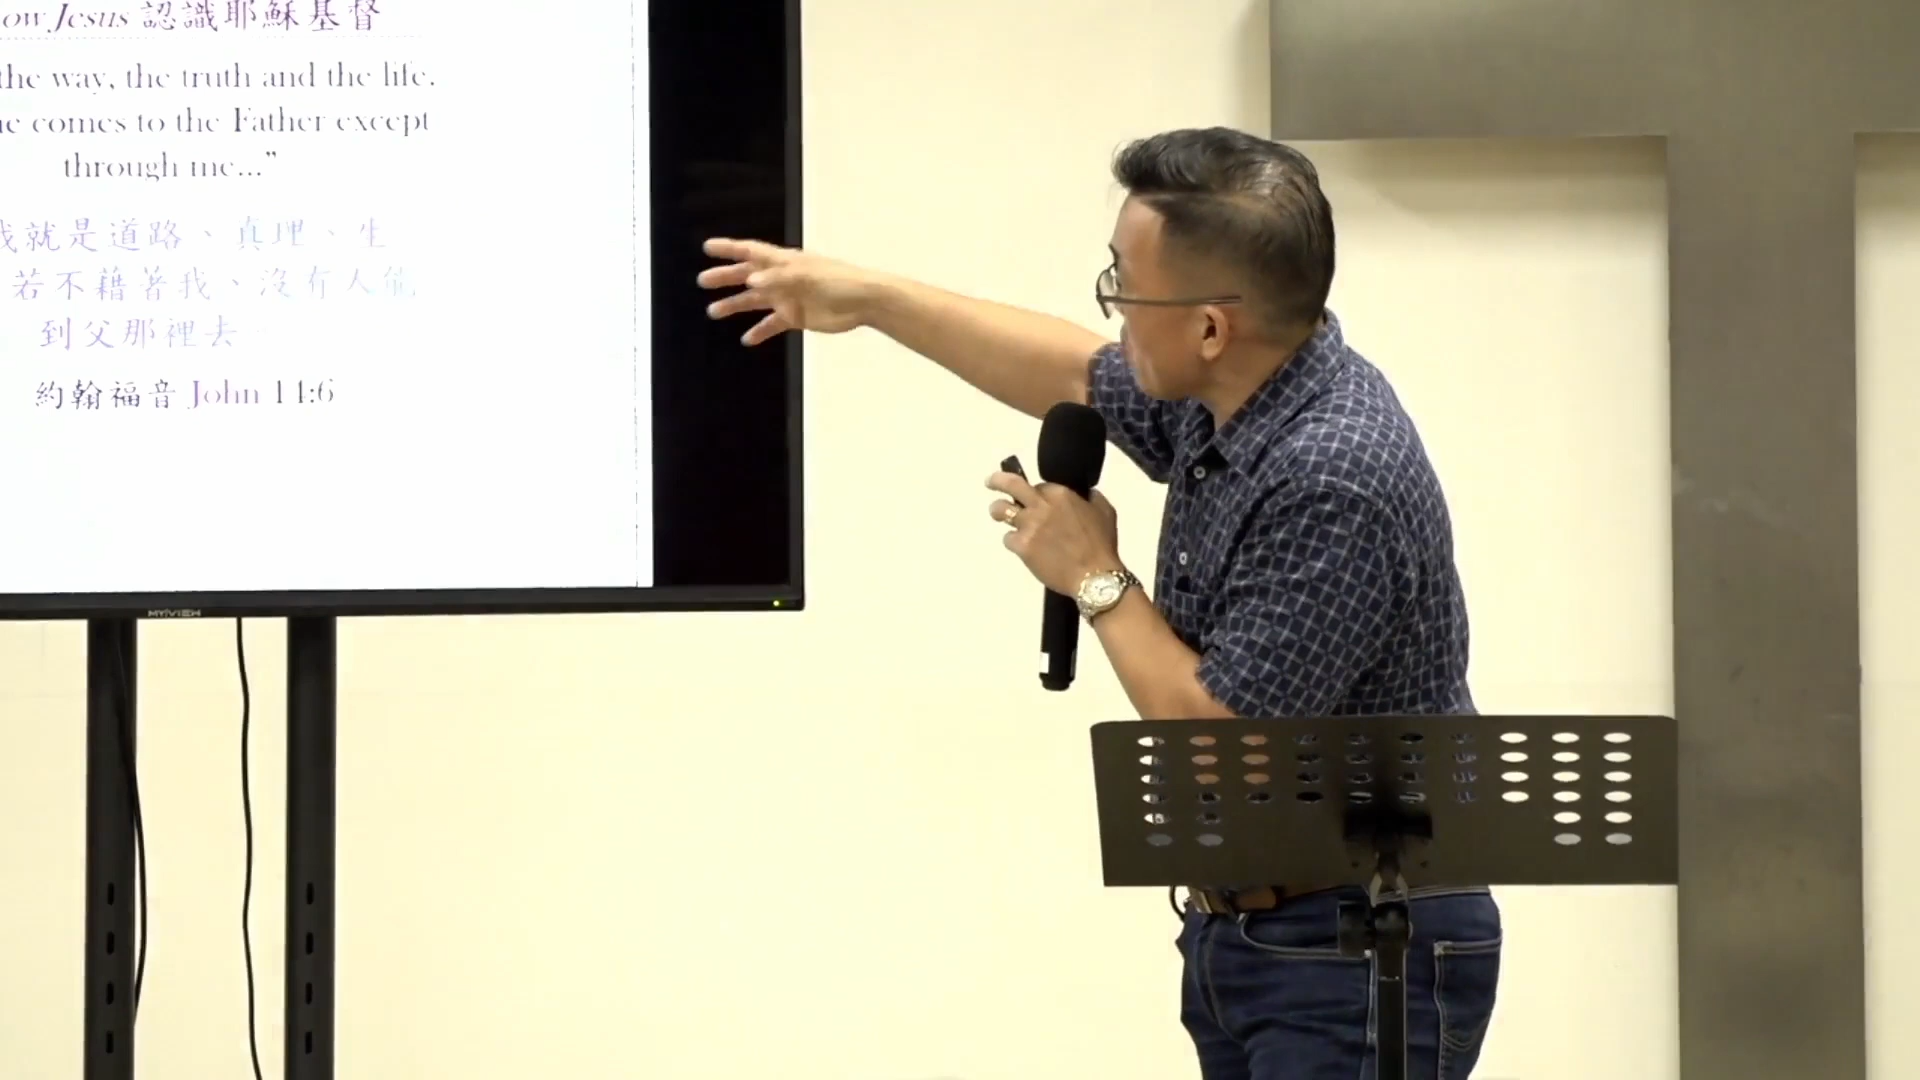 ow Jesus 認識耶穌基督
the way, the truth and the life.
e comes to the Father except
through me...”
我就是道路、真理、生
若不藉著我、沒有人能
到父那裡去
約翰福音 John 14:6
MYVIEW